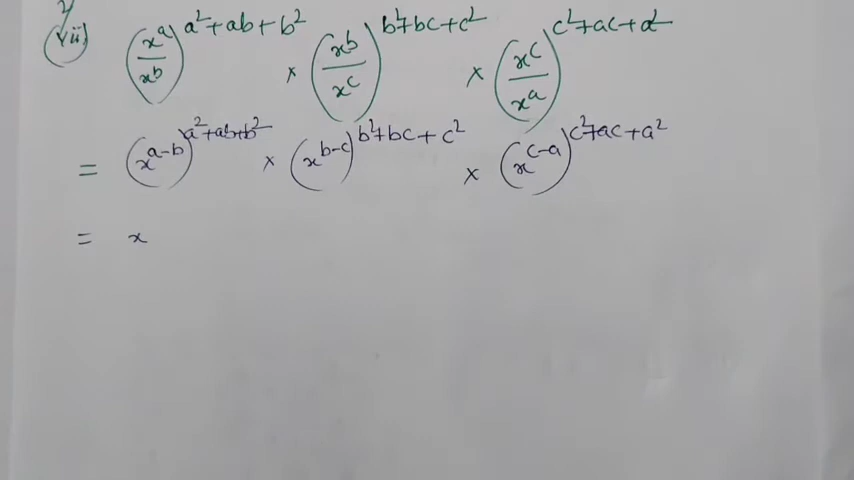 (vii) (x^a/x^b)^a²+ab+b² × (x^b/x^c)^b²+bc+c² × (x^c/x^a)^c²+ac+a²
= (x^a-b)^a²+ab+b² × (x^b-c)^b²+bc+c² × (x^c-a)^c²+ac+a²
= x